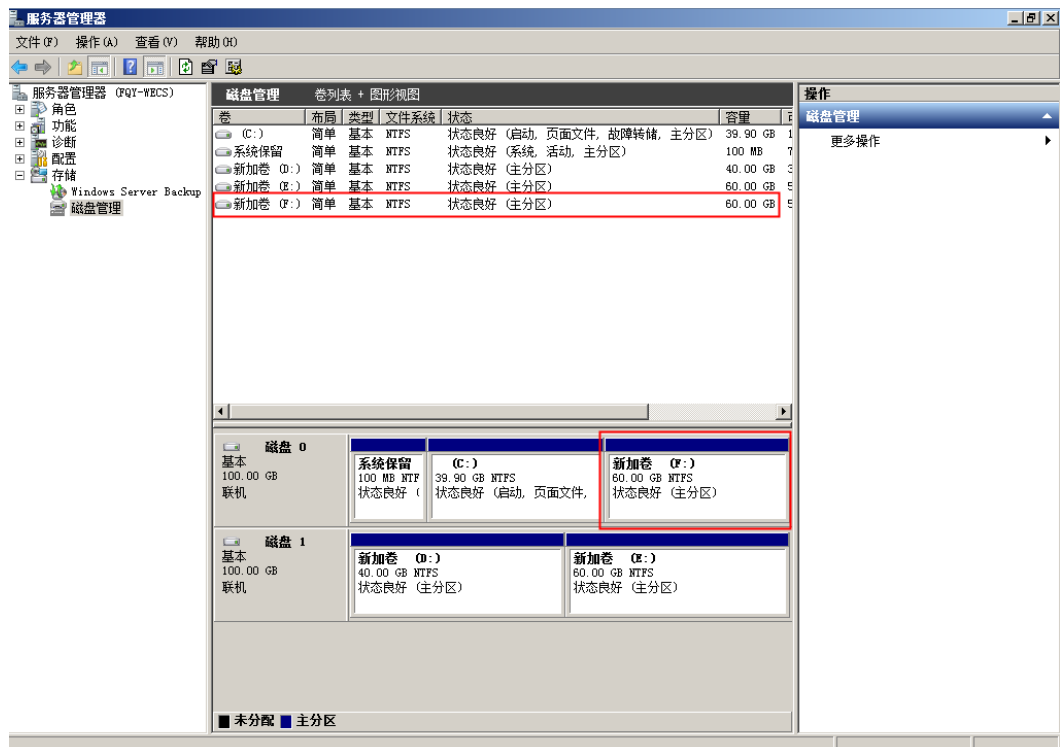 服务器管理器
文件(F) 操作(A) 查看(V) 帮助(H)
服务器管理器 (FQY-WECS)
角色
功能
诊断
配置
存储
Windows Server Backup
磁盘管理
磁盘管理 卷列表 + 图形视图
卷 布局 类型 文件系统 状态 容量
(C:) 简单 基本 NTFS 状态良好 (启动, 页面文件, 故障转储, 主分区) 39.90 GB 1
系统保留 简单 基本 NTFS 状态良好 (系统, 活动, 主分区) 100 MB 7
新加卷 (D:) 简单 基本 NTFS 状态良好 (主分区) 40.00 GB 3
新加卷 (E:) 简单 基本 NTFS 状态良好 (主分区) 60.00 GB 5
新加卷 (F:) 简单 基本 NTFS 状态良好 (主分区) 60.00 GB 5
磁盘 0
基本
100.00 GB
联机
系统保留
100 MB NTF
状态良好 (
(C:)
39.90 GB NTFS
状态良好 (启动, 页面文件,
新加卷 (F:)
60.00 GB NTFS
状态良好 (主分区)
磁盘 1
基本
100.00 GB
联机
新加卷 (D:)
40.00 GB NTFS
状态良好 (主分区)
新加卷 (E:)
60.00 GB NTFS
状态良好 (主分区)
未分配 主分区
操作
磁盘管理
更多操作